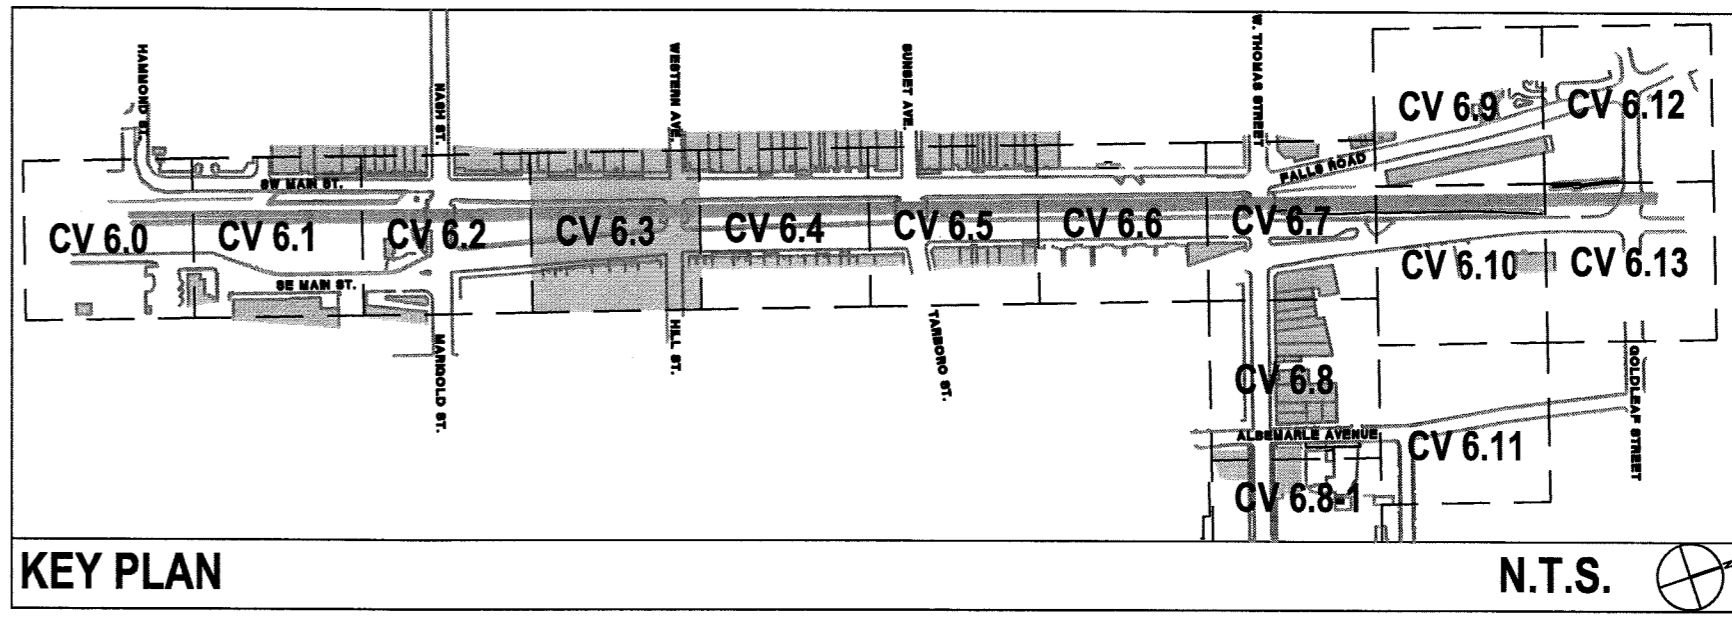 HAMMOND ST.
NASH ST.
WESTERN AVE.
SUNSET AVE.
W. THOMAS STREET
CV 6.9
CV 6.12
FALLS ROAD
SW MAIN ST.
CV 6.0
CV 6.1
CV 6.2
CV 6.3
CV 6.4
CV 6.5
CV 6.6
CV 6.7
CV 6.10
CV 6.13
SE MAIN ST.
MARIGOLD ST.
HILL ST.
TARBORO ST.
GOLDLEAF STREET
CV 6.8
ALBEMARLE AVENUE
CV 6.11
CV 6.8-1
KEY PLAN
N.T.S.
N